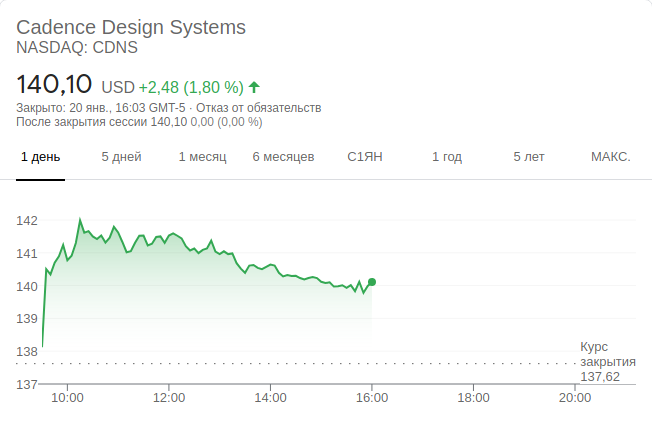 Cadence Design Systems
NASDAQ: CDNS
140,10 USD +2,48 (1,80 %)
Закрыто: 20 янв., 16:03 GMT-5 · Отказ от обязательств
После закрытия сессии 140,10 0,00 (0,00 %)
1 день 5 дней 1 месяц 6 месяцев С1ЯН 1 год 5 лет МАКС.
142
141
140
139
138
137
Курс
закрытия
137,62
10:00 12:00 14:00 16:00 18:00 20:00